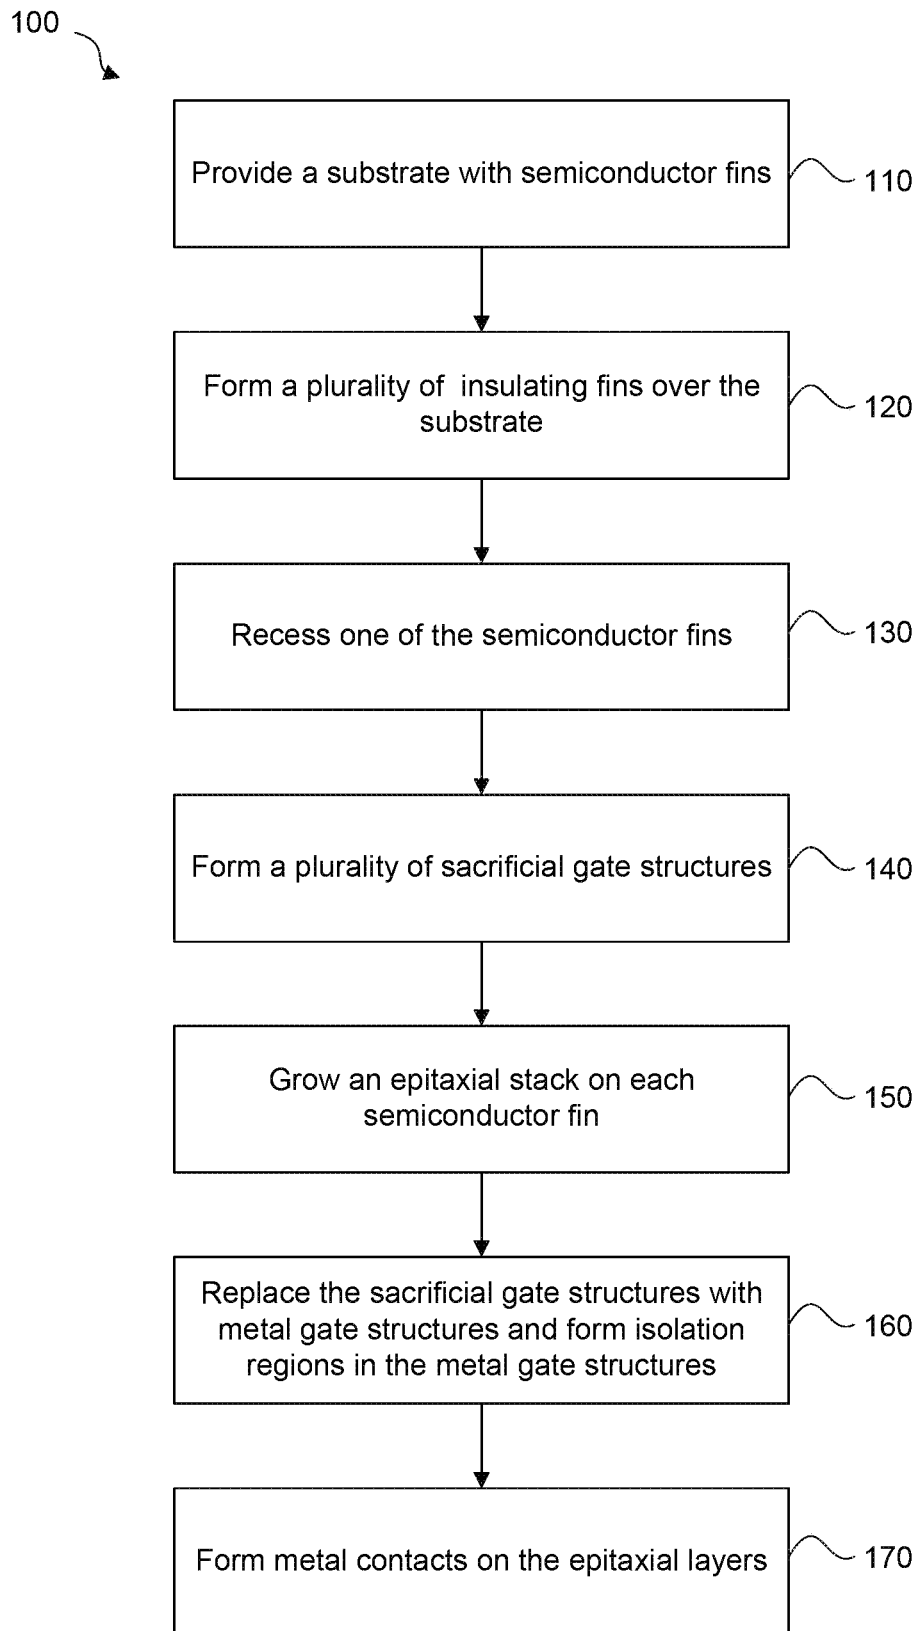 100
Provide a substrate with semiconductor fins
110
Form a plurality of insulating fins over the
substrate
120
Recess one of the semiconductor fins
130
Form a plurality of sacrificial gate structures
140
Grow an epitaxial stack on each
semiconductor fin
150
Replace the sacrificial gate structures with
metal gate structures and form isolation
regions in the metal gate structures
160
Form metal contacts on the epitaxial layers
170